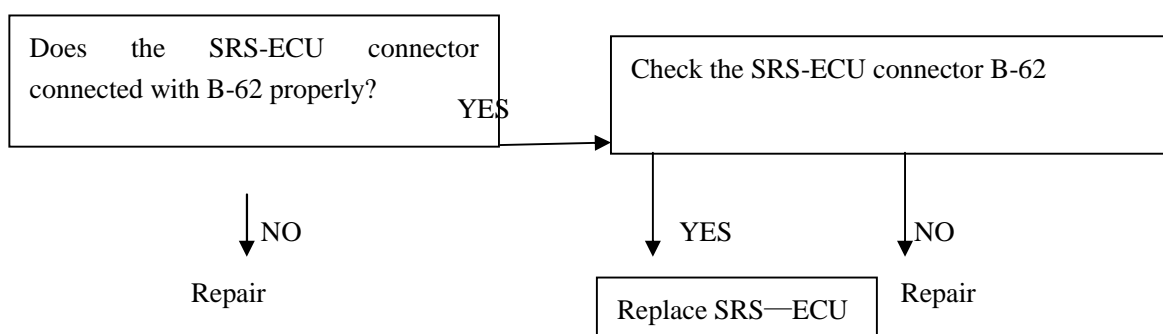 Does the SRS-ECU connector
connected with B-62 properly?
YES
Check the SRS-ECU connector B-62
NO
Repair
YES
NO
Replace SRS—ECU
Repair